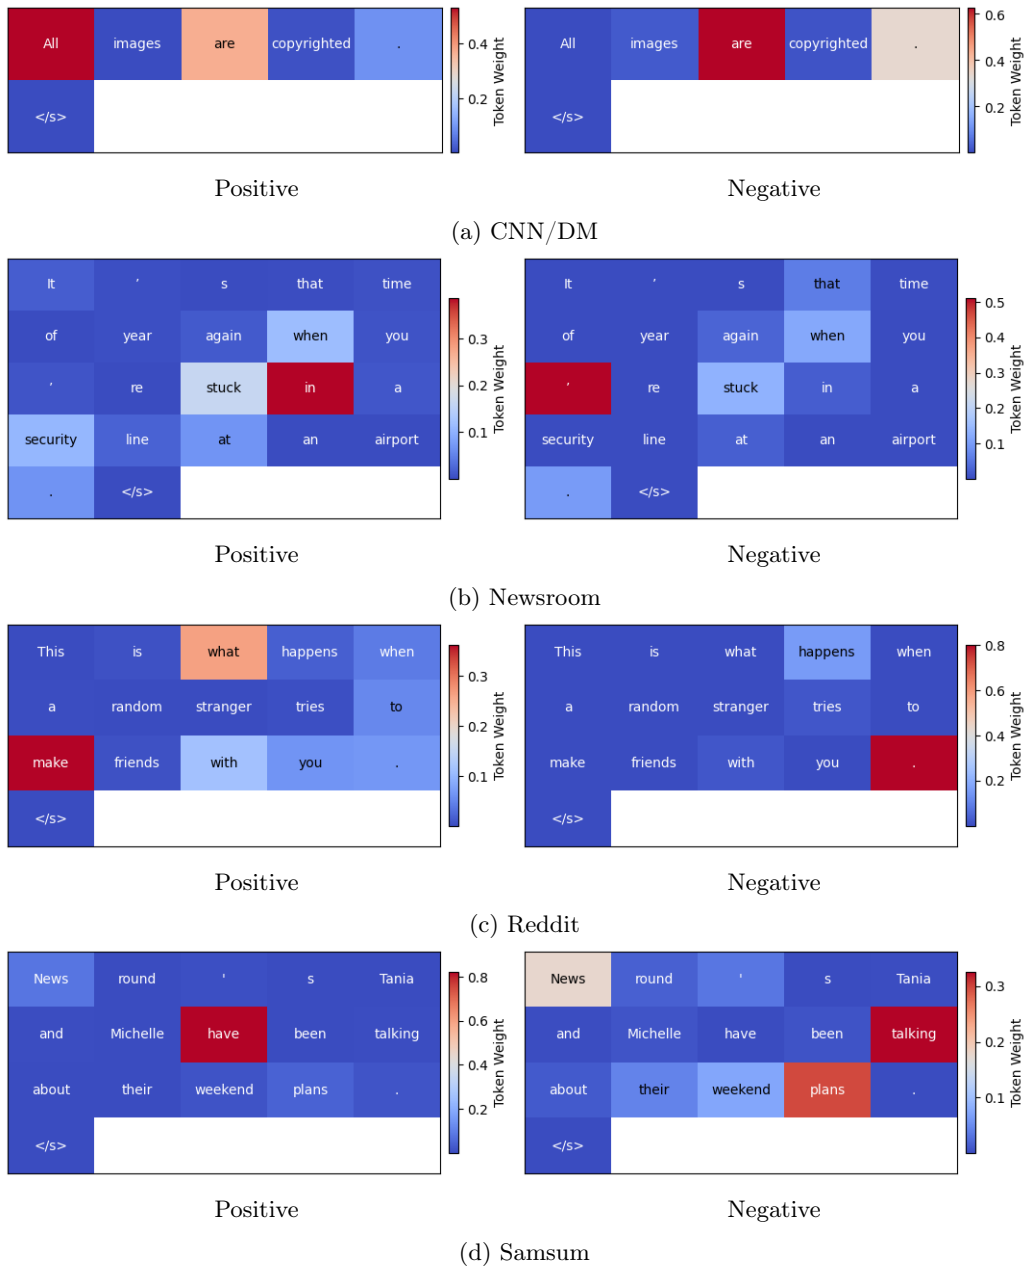 All images are copyrighted .
</s>
0.4
0.2
Token Weight
Positive
All images are copyrighted .
</s>
0.6
0.4
0.2
Token Weight
Negative
(a) CNN/DM
It ’ s that time
of year again when you
’ re stuck in a
security line at an airport
. </s>
0.3
0.2
0.1
Token Weight
Positive
It ’ s that time
of year again when you
’ re stuck in a
security line at an airport
. </s>
0.5
0.4
0.3
0.2
0.1
Token Weight
Negative
(b) Newsroom
This is what happens when
a random stranger tries to
make friends with you .
</s>
0.3
0.2
0.1
Token Weight
Positive
This is what happens when
a random stranger tries to
make friends with you .
</s>
0.8
0.6
0.4
0.2
Token Weight
Negative
(c) Reddit
News round ' s Tania
and Michelle have been talking
about their weekend plans .
</s>
0.8
0.6
0.4
0.2
Token Weight
Positive
News round ' s Tania
and Michelle have been talking
about their weekend plans .
</s>
0.3
0.2
0.1
Token Weight
Negative
(d) Samsum